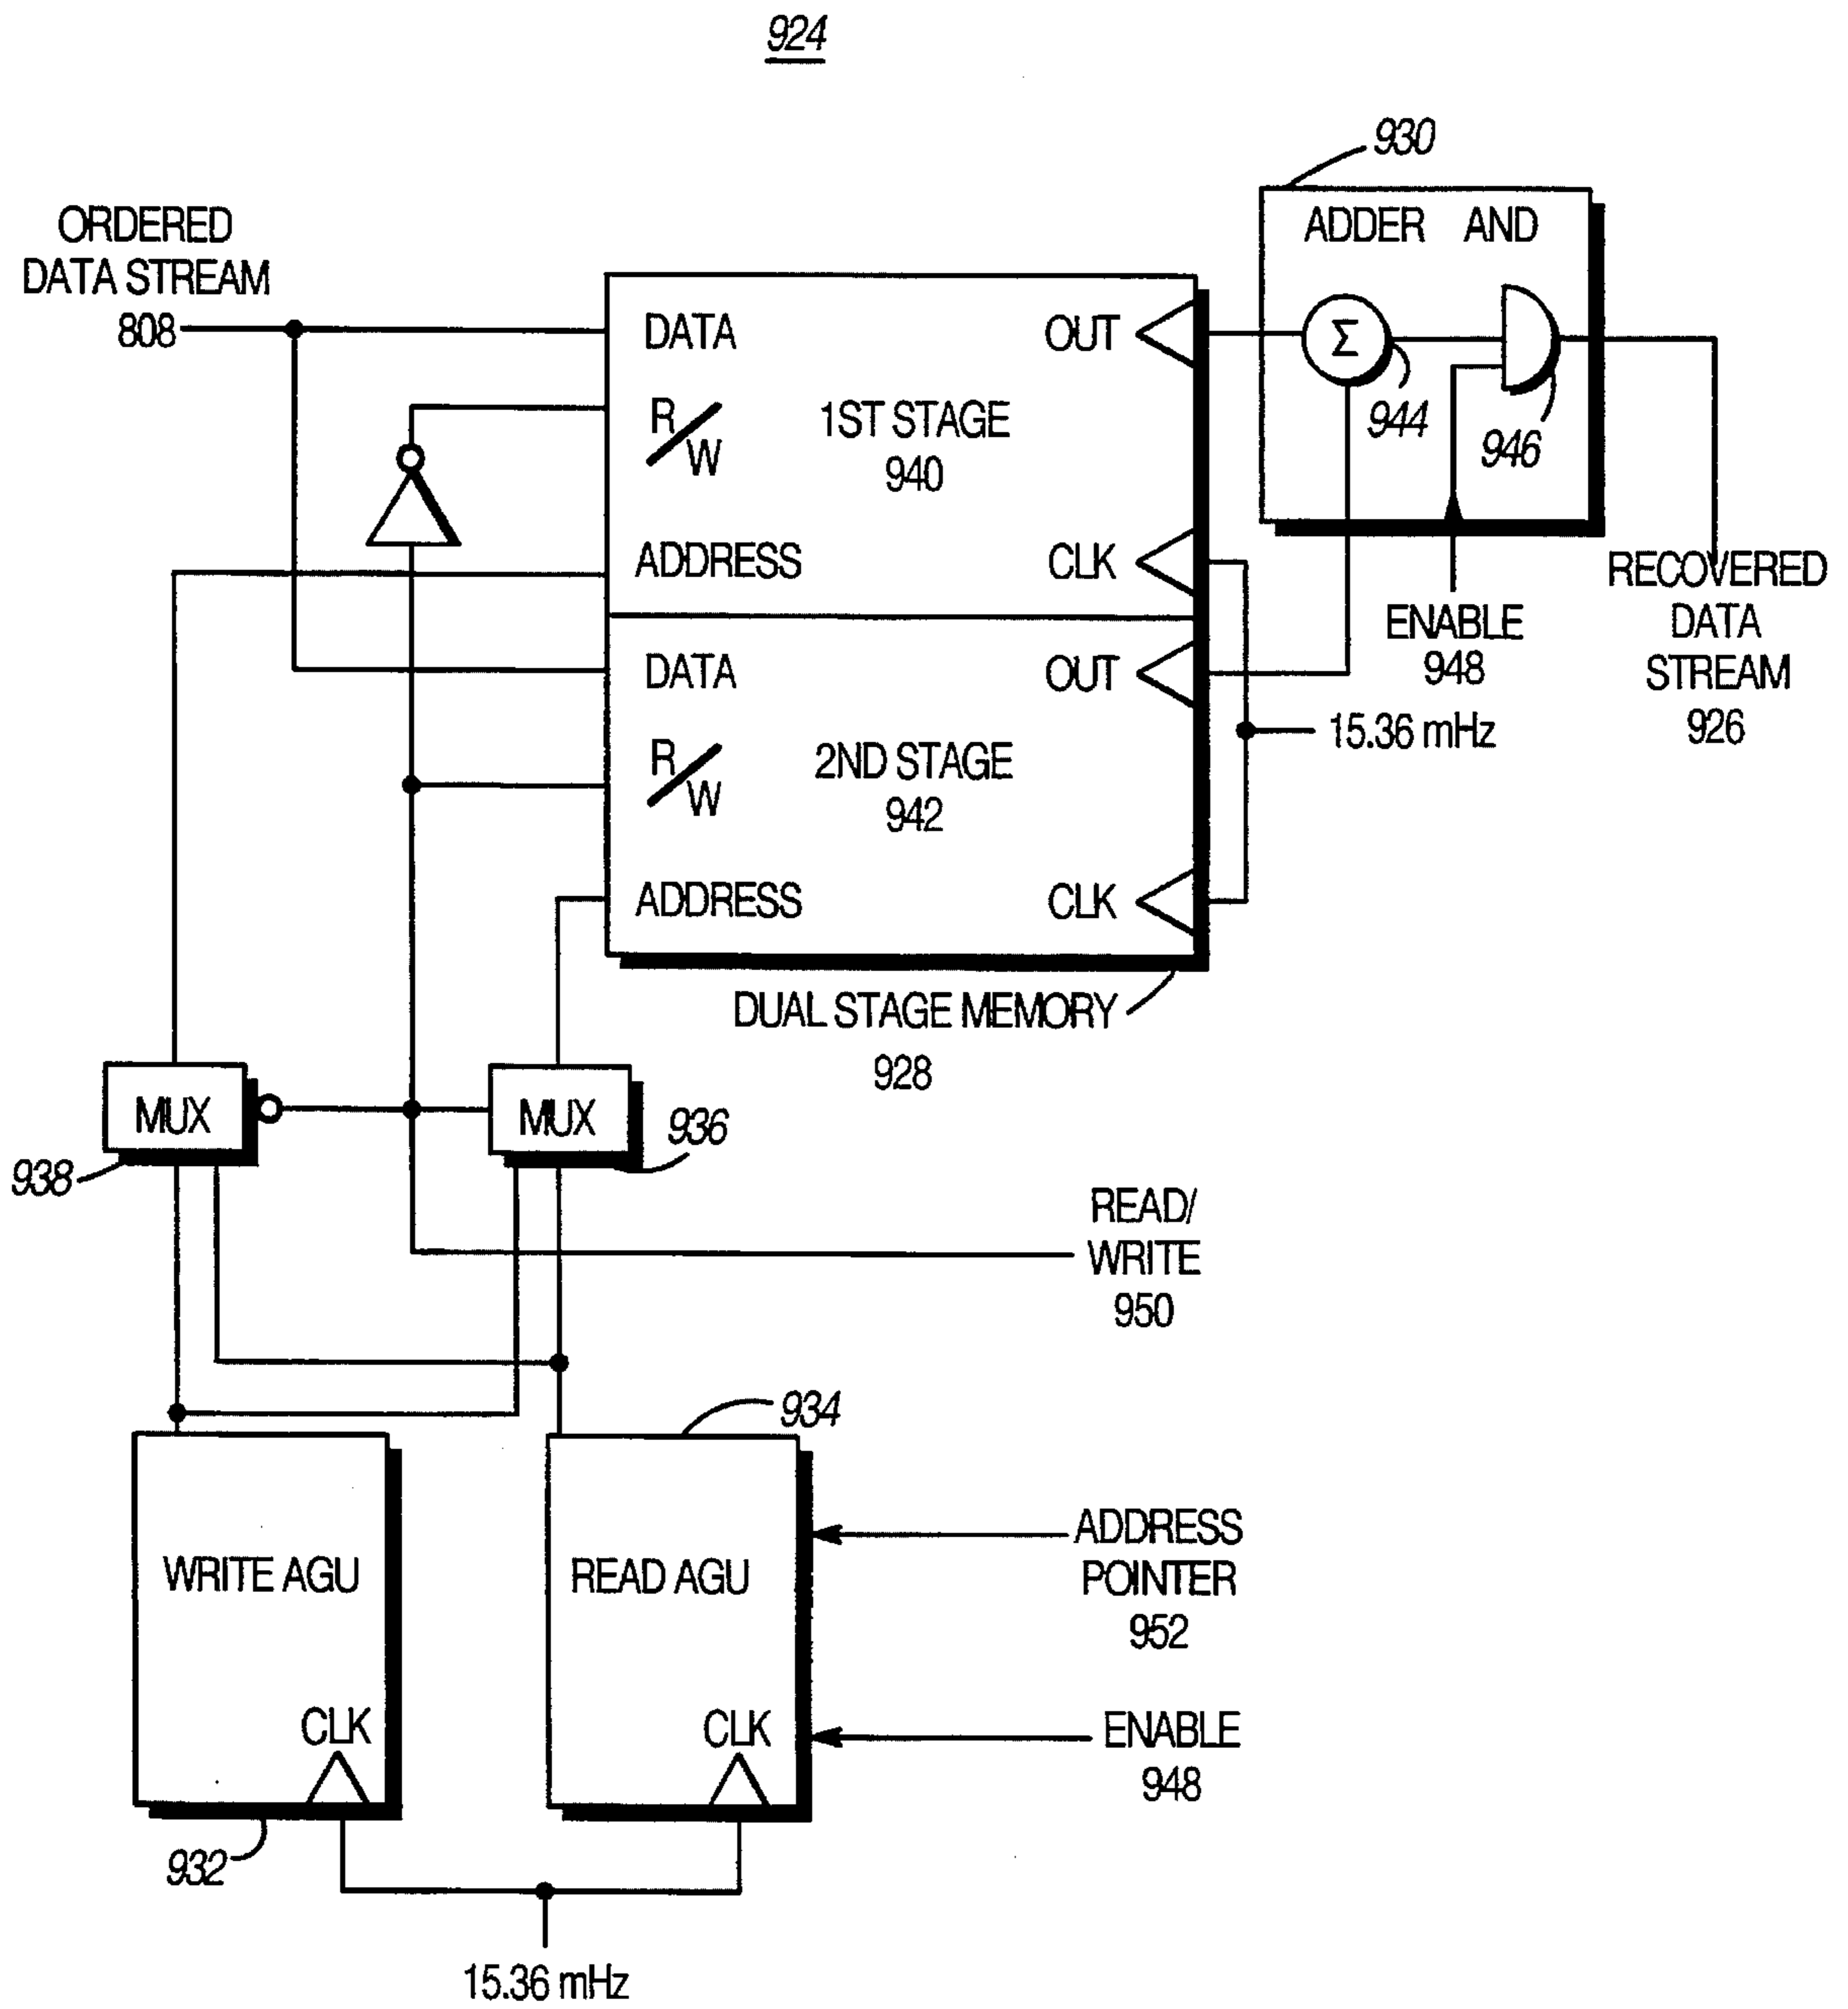 924
930
ADDER AND
ORDERED
DATA STREAM
808
DATA
OUT
Σ
R/W
1ST STAGE
940
944
946
ADDRESS
CLK
ENABLE
948
RECOVERED
DATA
STREAM
926
DATA
OUT
15.36 mHz
R/W
2ND STAGE
942
ADDRESS
CLK
DUAL STAGE MEMORY
928
MUX
MUX
936
938
READ/
WRITE
950
934
WRITE AGU
READ AGU
ADDRESS
POINTER
952
CLK
CLK
ENABLE
948
932
15.36 mHz